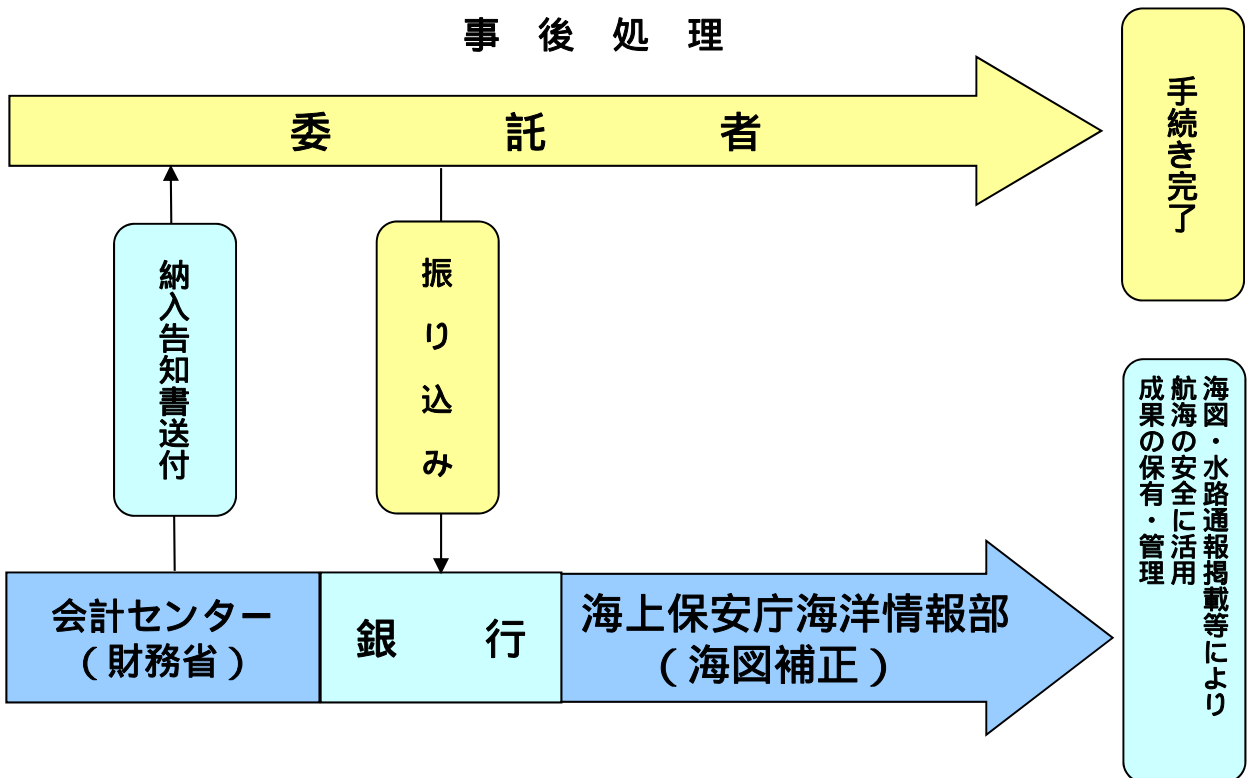 事　後　処　理
委　託　者
手続き完了
納入告知書送付
振り込み
海図・水路通報掲載等により
航海の安全に活用
成果の保有・管理
会計センター
（財務省）
銀　行
海上保安庁海洋情報部
（海図補正）